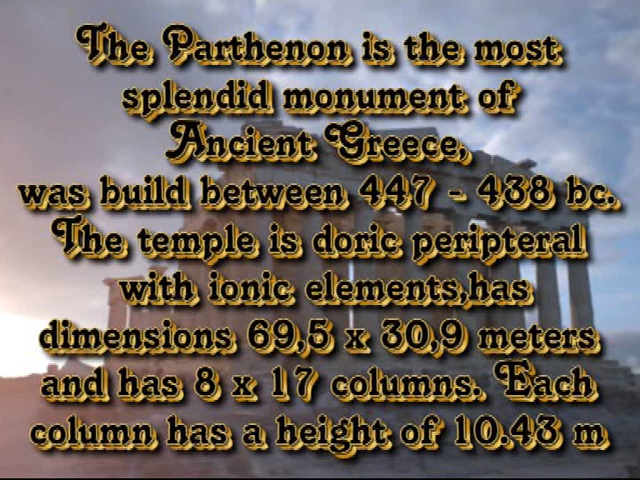 The Parthenon is the most
splendid monument of
Ancient Greece,
was build between 447 - 438 bc.
The temple is doric peripteral
with ionic elements,has
dimensions 69,5 x 30,9 meters
and has 8 x 17 columns. Each
column has a height of 10.43 m